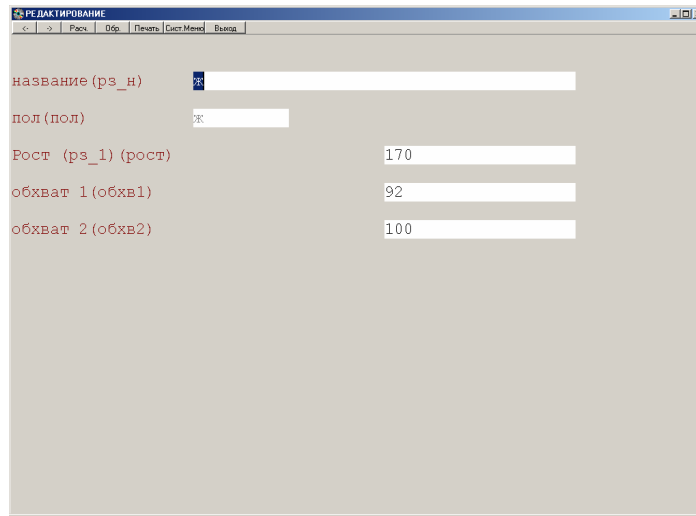 РЕДАКТИРОВАНИЕ
<- -> Расч. Обр. Печать Сист.Меню Выход
название(рз_н) ж
пол(пол) ж
Рост (рз_1)(рост) 170
обхват 1(обхв1) 92
обхват 2(обхв2) 100